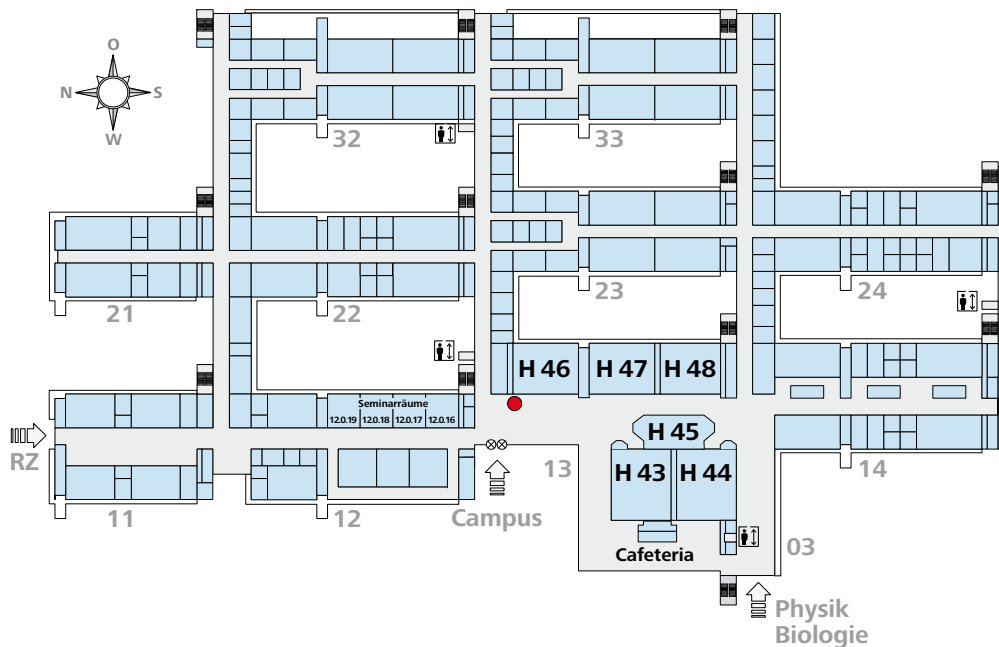 O
N
S
W
32
33
21
22
23
24
H 46
H 47
H 48
Seminarräume
12.0.19
12.0.18
12.0.17
12.0.16
H 45
RZ
13
H 43
H 44
14
11
12
Campus
Cafeteria
03
Physik
Biologie